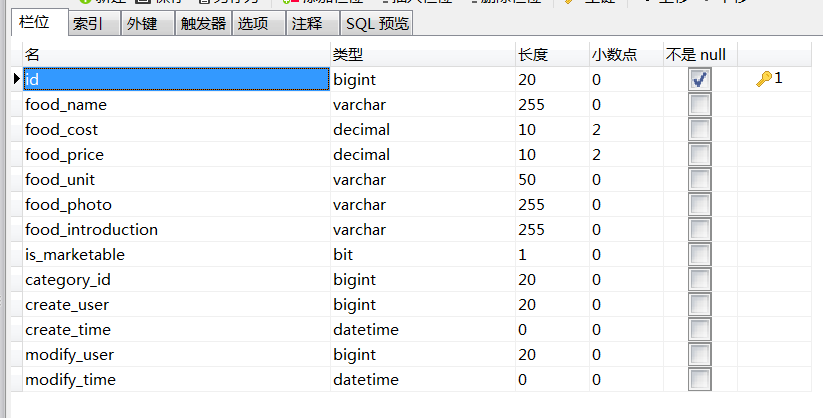 栏位 索引 外键 触发器 选项 注释 SQL 预览
名 类型 长度 小数点 不是 null
id bigint 20 0 1
food_name varchar 255 0
food_cost decimal 10 2
food_price decimal 10 2
food_unit varchar 50 0
food_photo varchar 255 0
food_introduction varchar 255 0
is_marketable bit 1 0
category_id bigint 20 0
create_user bigint 20 0
create_time datetime 0 0
modify_user bigint 20 0
modify_time datetime 0 0